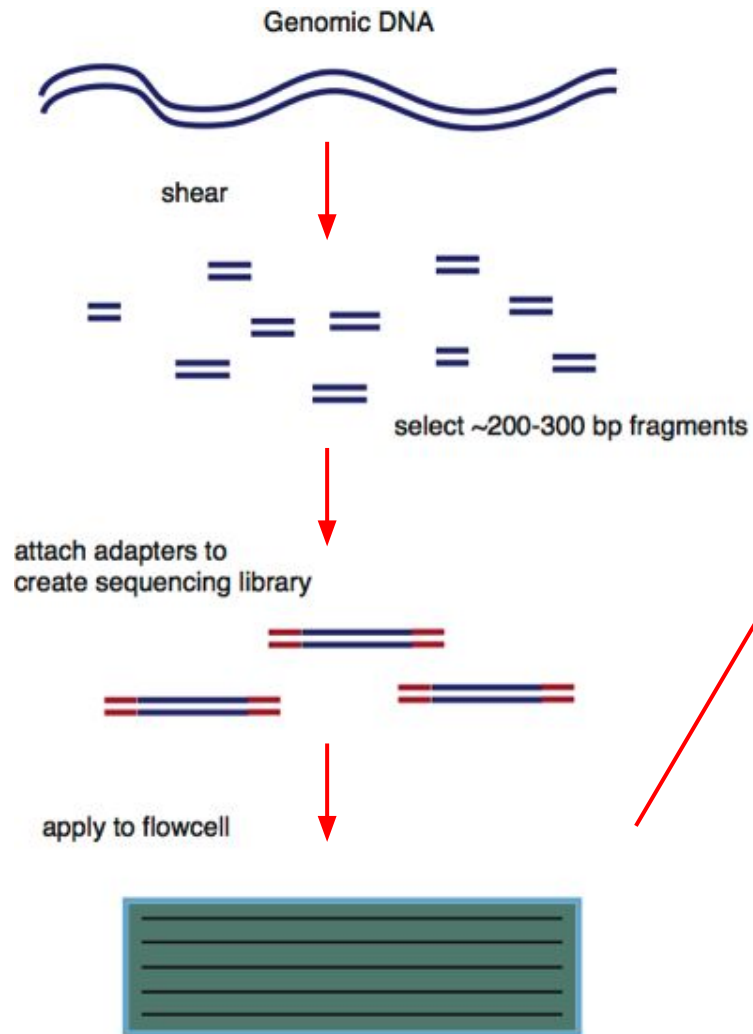 Genomic DNA
shear
select ~200-300 bp fragments
attach adapters to
create sequencing library
apply to flowcell